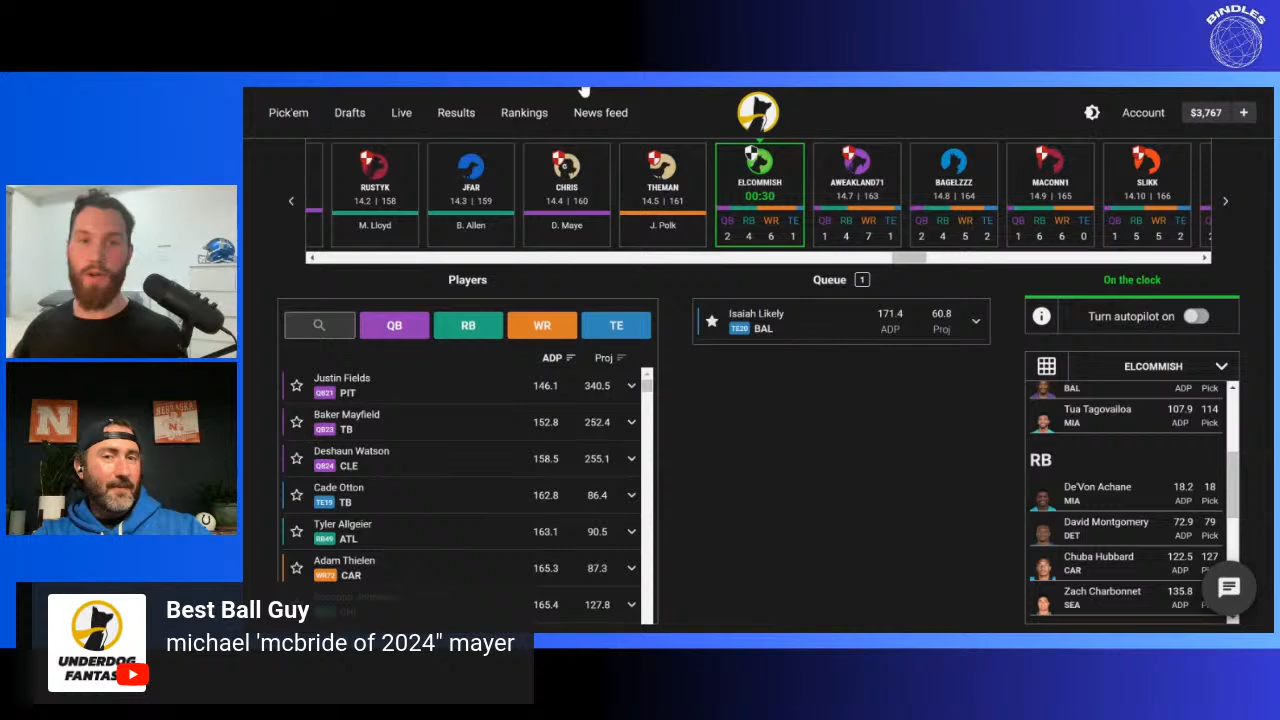 BINDLES
Pick'em Drafts Live Results Rankings News feed Account $3,767 +
RUSTYK JFAR CHRIS THEMAN ELCOMMISH AWEAKLAND71 BAGELZZZ MACONN1 SLIKK
14.2 | 158 14.3 | 159 14.4 | 160 14.5 | 161 00:30 14.7 | 163 14.8 | 164 14.9 | 165 14.10 | 166
M. Lloyd B. Allen D. Maye J. Polk
QB RB WR TE QB RB WR TE QB RB WR TE QB RB WR TE QB RB WR TE
2 4 6 1 1 4 7 1 2 4 5 2 1 6 6 0 1 5 5 2
Players
QB RB WR TE
ADP Proj
Justin Fields 146.1 340.5
QB21 PIT
Baker Mayfield 152.8 252.4
QB23 TB
Deshaun Watson 158.5 255.1
QB24 CLE
Cade Otton 162.8 86.4
TE19 TB
Tyler Allgeier 163.1 90.5
RB49 ATL
Adam Thielen 165.3 87.3
WR72 CAR
165.4 127.8
CHI
Queue 1
Isaiah Likely 171.4 60.8
TE20 BAL ADP Proj
On the clock
Turn autopilot on
ELCOMMISH
BAL ADP Pick
Tua Tagovailoa 107.9 114
MIA ADP Pick
RB
De'Von Achane 18.2 18
MIA ADP Pick
David Montgomery 72.9 79
DET ADP Pick
Chuba Hubbard 122.5 127
CAR ADP Pick
Zach Charbonnet 135.8
SEA ADP
N
NEBRASKA
N
UNDERDOG
FANTAS
Best Ball Guy
michael 'mcbride of 2024" mayer